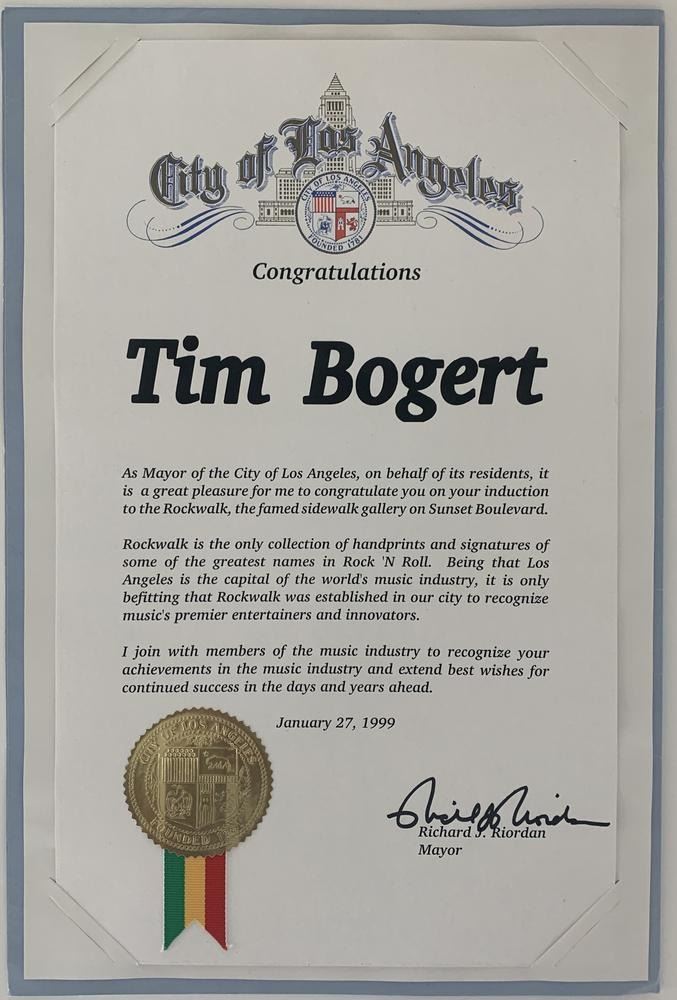 City of Los Angeles
CITY OF LOS ANGELES
FOUNDED 1781
Congratulations
Tim Bogert
As Mayor of the City of Los Angeles, on behalf of its residents, it
is a great pleasure for me to congratulate you on your induction
to the Rockwalk, the famed sidewalk gallery on Sunset Boulevard.
Rockwalk is the only collection of handprints and signatures of
some of the greatest names in Rock 'N Roll. Being that Los
Angeles is the capital of the world's music industry, it is only
befitting that Rockwalk was established in our city to recognize
music's premier entertainers and innovators.
I join with members of the music industry to recognize your
achievements in the music industry and extend best wishes for
continued success in the days and years ahead.
January 27, 1999
CITY OF LOS ANGELES
FOUNDED
Richard J. Riordan
Mayor